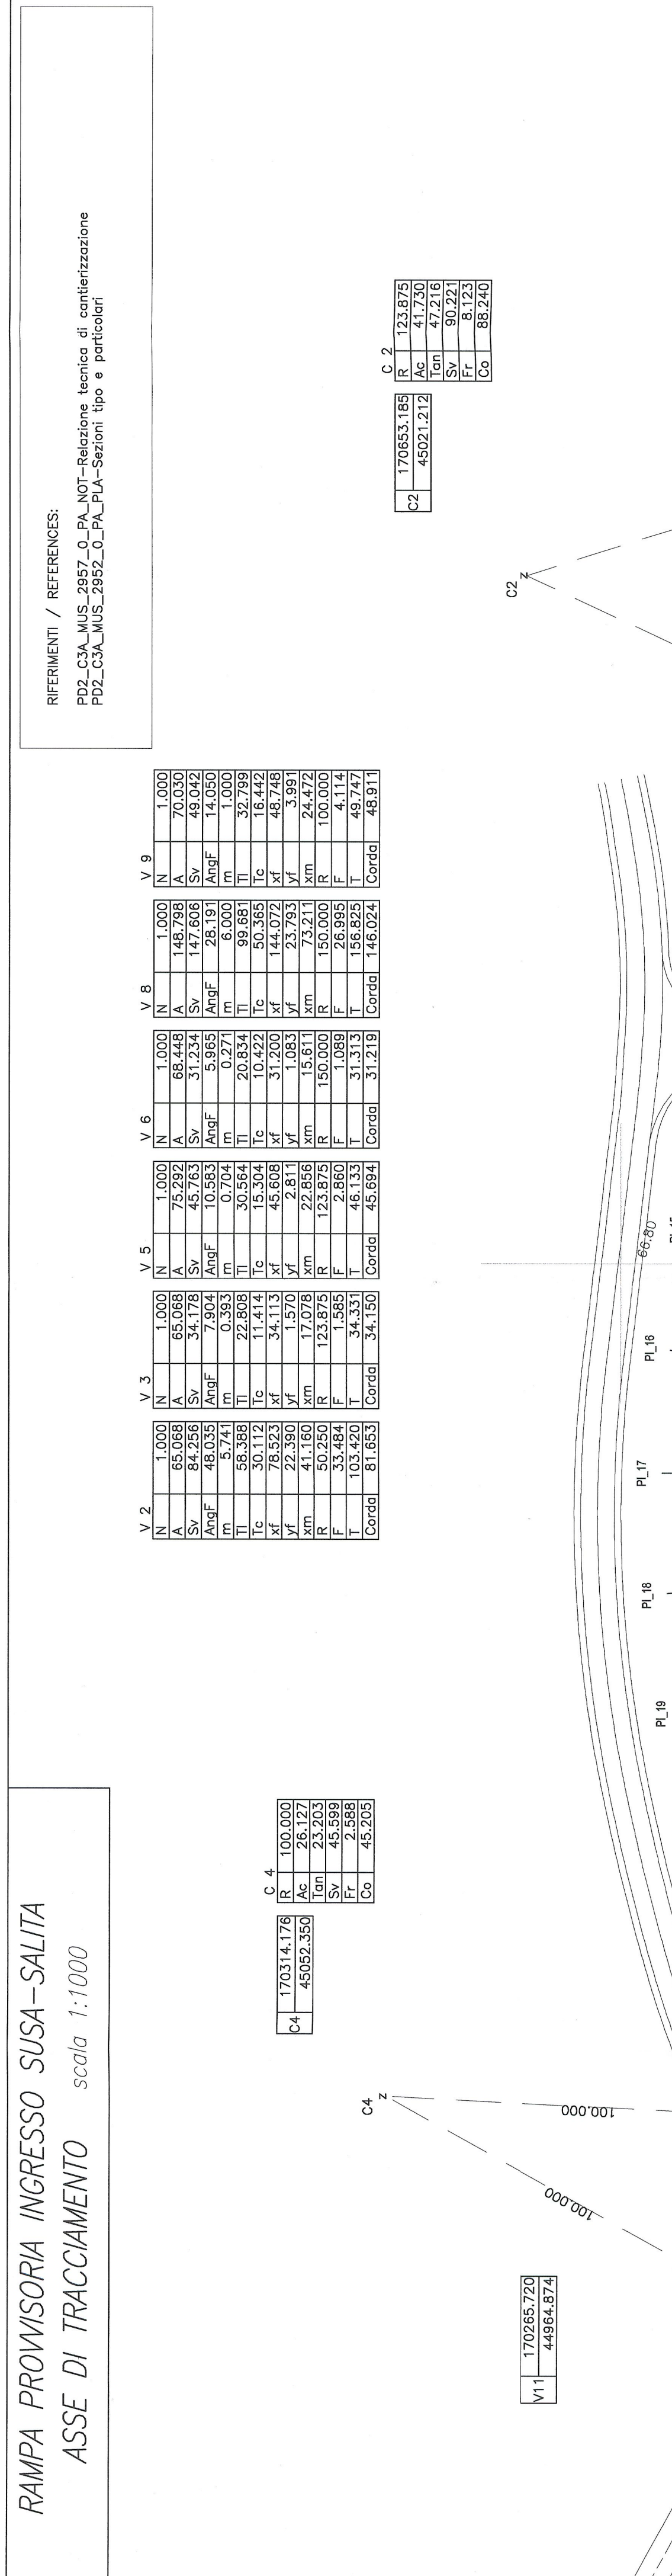 RAMPA PROVVISORIA INGRESSO SUSA-SALITA
ASSE DI TRACCIAMENTO scala 1:1000
RIFERIMENTI / REFERENCES:
PD2_C3A_MUS_2957_0_PA_NOT-Relazione tecnica di cantierizzazione
PD2_C3A_MUS_2952_0_PA_PLA-Sezioni tipo e particolari
V 2
N 1.000
A 65.068
Sv 84.256
AngF 48.035
m 5.741
Tl 58.388
Tc 30.112
xf 78.523
yf 22.390
xm 41.160
R 50.250
F 33.484
T 103.420
Corda 81.653
V 3
N 1.000
A 65.068
Sv 34.178
AngF 7.904
m 0.393
Tl 22.808
Tc 11.414
xf 34.113
yf 1.570
xm 17.078
R 123.875
F 1.585
T 34.331
Corda 34.150
V 5
N 1.000
A 75.292
Sv 45.763
AngF 10.583
m 0.704
Tl 30.564
Tc 15.304
xf 45.608
yf 2.811
xm 22.856
R 123.875
F 2.860
T 46.133
Corda 45.694
V 6
N 1.000
A 68.448
Sv 31.234
AngF 5.965
m 0.271
Tl 20.834
Tc 10.422
xf 31.200
yf 1.083
xm 15.611
R 150.000
F 1.089
T 31.313
Corda 31.219
V 8
N 1.000
A 148.798
Sv 147.606
AngF 28.191
m 6.000
Tl 99.681
Tc 50.365
xf 144.072
yf 23.793
xm 73.211
R 150.000
F 26.995
T 156.825
Corda 146.024
V 9
N 1.000
A 70.030
Sv 49.042
AngF 14.050
m 1.000
Tl 32.799
Tc 16.442
xf 48.748
yf 3.991
xm 24.472
R 100.000
F 4.114
T 49.747
Corda 48.911
C4 170314.176
45052.350
C 4
R 100.000
Ac 26.127
Tan 23.203
Sv 45.599
Fr 2.588
Co 45.205
C2 170653.185
45021.212
C 2
R 123.875
Ac 41.730
Tan 47.216
Sv 90.221
Fr 8.123
Co 88.240
C4
z
100.000
100.000
C2
z
V11 170265.720
44964.874
PI_19
PI_18
PI_17
PI_16
66.80